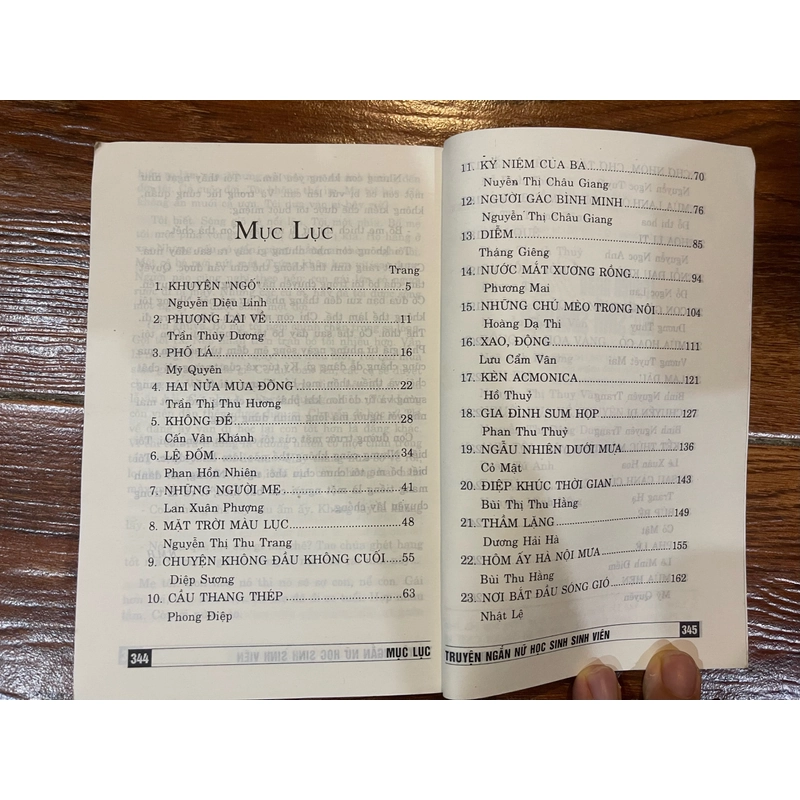 MỤC LỤC
Trang
1. KHUYÊN "NGỐ" 5
Nguyễn Diệu Linh
2. PHƯỢNG LẠI VỀ 11
Trần Thùy Dương
3. PHỐ LÁ 16
Mỹ Quyên
4. HAI NỬA MÙA ĐÔNG 22
Trần Thị Thu Hương
5. KHÔNG ĐỀ 28
Cấn Vân Khánh
6. LỆ ĐỐM 34
Phan Hồn Nhiên
7. NHỮNG NGƯỜI MẸ 41
Lan Xuân Phượng
8. MẶT TRỜI MÀU LỤC 48
Nguyễn Thị Thu Trang
9. CHUYỆN KHÔNG ĐẦU KHÔNG CUỐI.....55
Diệp Sương
10. CẦU THANG THÉP 63
Phong Điệp
344 MỤC LỤC
11. KỶ NIỆM CỦA BA 70
Nuyễn Thị Châu Giang
12. NGƯỜI GÁC BÌNH MINH 76
Nguyễn Thị Châu Giang
13. DIỄM 85
Tháng Giêng
14. NƯỚC MẮT XƯƠNG RỒNG 94
Phương Mai
15. NHỮNG CHÚ MÈO TRONG NÔI 104
Hoàng Dạ Thi
16. XAO, ĐỘNG 111
Lưu Cẩm Vân
17. KÈN ACMONICA 121
Hồ Thuỷ
18. GIA ĐÌNH SUM HỌP 127
Phan Thu Thuỷ
19. NGẪU NHIÊN DƯỚI MƯA 136
Cỏ Mật
20. ĐIỆP KHÚC THỜI GIAN 143
Bùi Thị Thu Hằng
21. THẦM LẶNG 149
Dương Hải Hà
22. HÔM ẤY HÀ NỘI MƯA 155
Bùi Thu Hằng
23. NƠI BẮT ĐẦU SÓNG GIÓ 162
Nhật Lệ
TRUYỆN NGẮN NỮ HỌC SINH SINH VIÊN 345